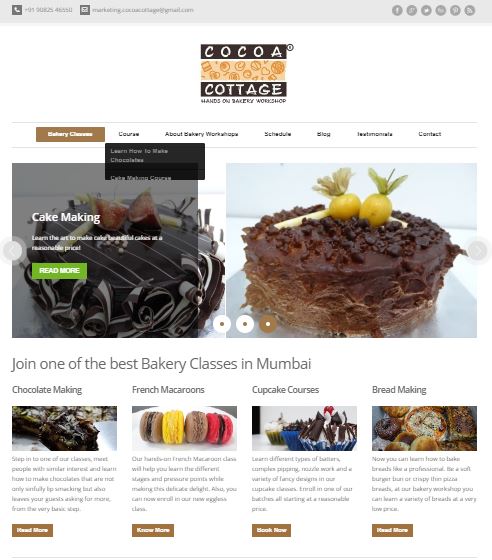 +91 90825 46550 marketing.cocoacottage@gmail.com
COCOA
COTTAGE
HANDS ON BAKERY WORKSHOP
Bakery Classes Course About Bakery Workshops Schedule Blog Testimonials Contact
Learn How To Make
Chocolates
Cake Making Course
Cake Making
Learn the art to make cake beautiful cakes at a
reasonable price!
READ MORE
Join one of the best Bakery Classes in Mumbai
Chocolate Making
Step in to one of our classes, meet
people with similar interest and learn
how to make chocolates that are not
only sinfully lip smacking but also
leaves your guests asking for more,
from the very basic step.
Read More
French Macaroons
Our hands-on French Macaroon class
will help you learn the different
stages and pressure points while
making this delicate delight. Also, you
can now enroll in our new eggless
class.
Know More
Cupcake Courses
Learn different types of batters,
complex pipping, nozzle work and a
variety of fancy designs in our
cupcake classes. Enroll in one of our
batches all starting at a reasonable
price.
Book Now
Bread Making
Now you can learn how to bake
breads like a professional. Be a soft
burger bun or crispy thin pizza
breads, at our bakery workshop you
can learn a variety of breads at a very
low price.
Read More